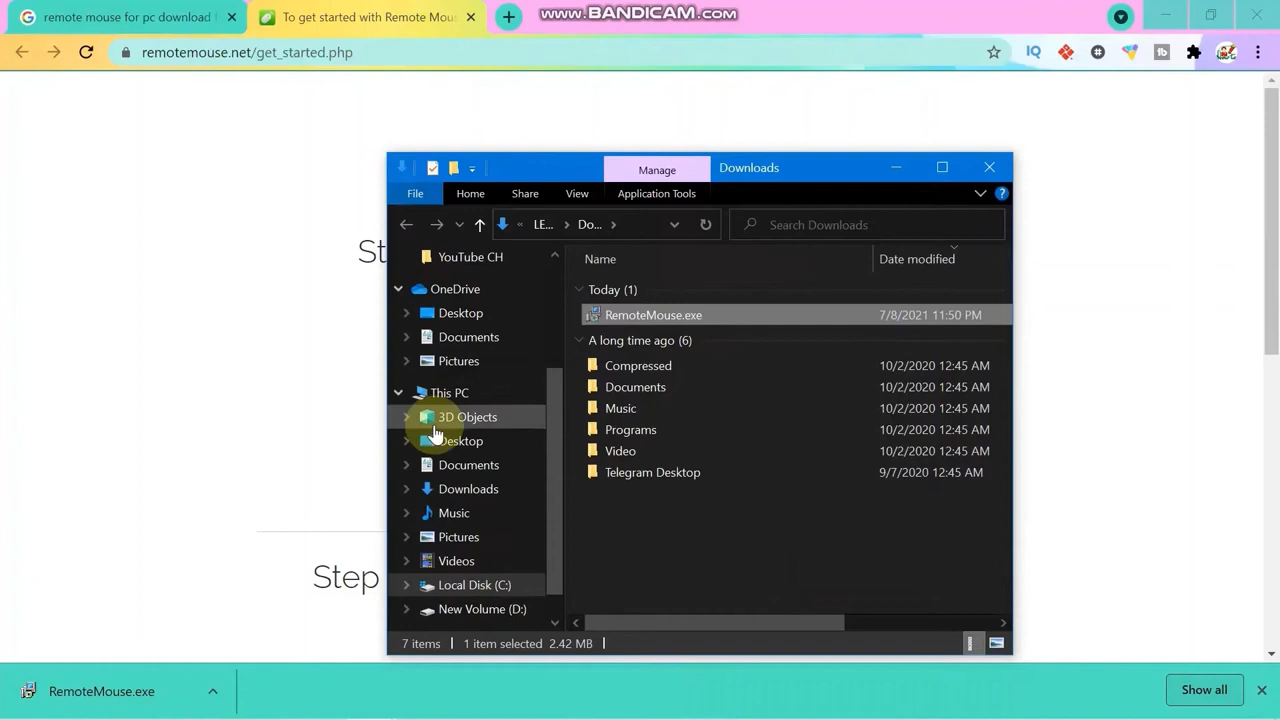 remote mouse for pc download f
To get started with Remote Mous
www.BANDICAM.com
remotemouse.net/get_started.php
IQ
tb
Manage
Downloads
File
Home
Share
View
Application Tools
« LE... > Do... >
Search Downloads
YouTube CH
OneDrive
Desktop
Documents
Pictures
This PC
3D Objects
Desktop
Documents
Downloads
Music
Pictures
Videos
Local Disk (C:)
New Volume (D:)
Name
Date modified
Today (1)
RemoteMouse.exe
7/8/2021 11:50 PM
A long time ago (6)
Compressed
10/2/2020 12:45 AM
Documents
10/2/2020 12:45 AM
Music
10/2/2020 12:45 AM
Programs
10/2/2020 12:45 AM
Video
10/2/2020 12:45 AM
Telegram Desktop
9/7/2020 12:45 AM
7 items
1 item selected 2.42 MB
St
Step
RemoteMouse.exe
Show all